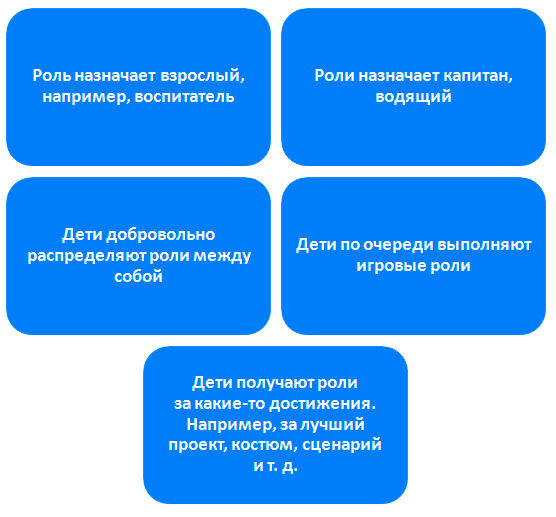 Роль назначает взрослый,
например, воспитатель
Роли назначает капитан,
водящий
Дети добровольно
распределяют роли между
собой
Дети по очереди выполняют
игровые роли
Дети получают роли
за какие-то достижения.
Например, за лучший
проект, костюм, сценарий
и т. д.